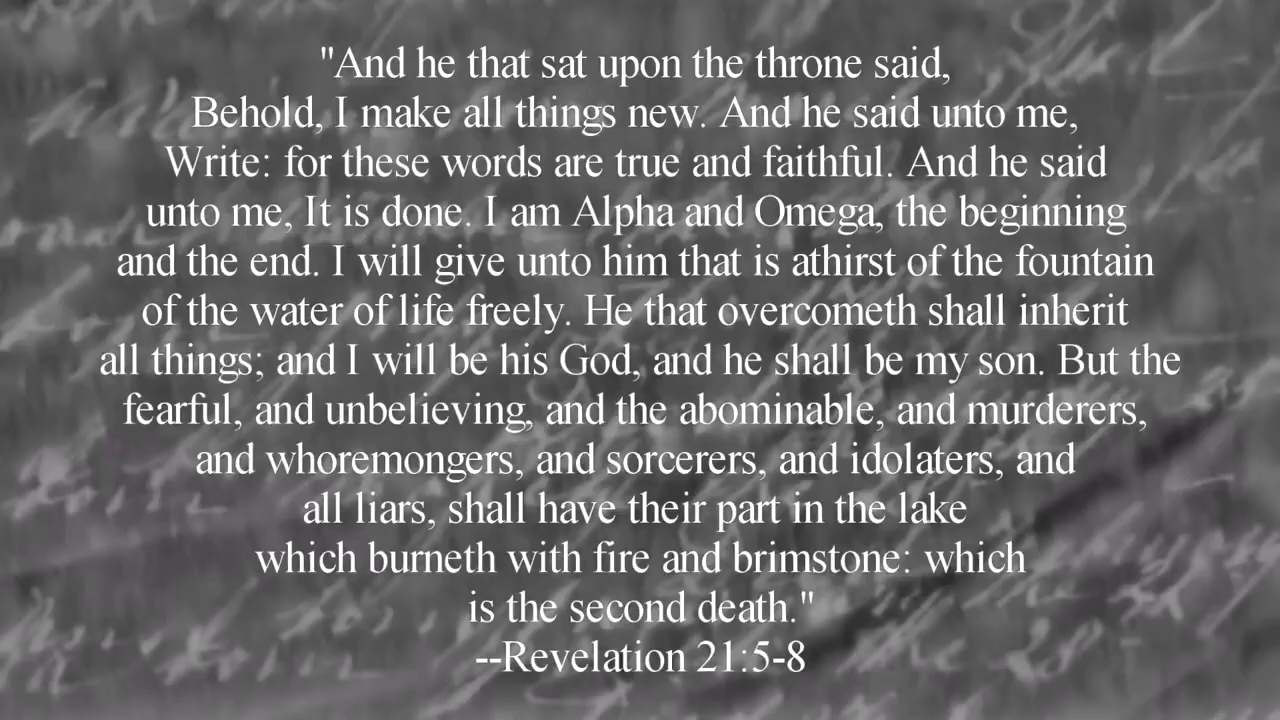 "And he that sat upon the throne said,
Behold, I make all things new. And he said unto me,
Write: for these words are true and faithful. And he said
unto me, It is done. I am Alpha and Omega, the beginning
and the end. I will give unto him that is athirst of the fountain
of the water of life freely. He that overcometh shall inherit
all things; and I will be his God, and he shall be my son. But the
fearful, and unbelieving, and the abominable, and murderers,
and whoremongers, and sorcerers, and idolaters, and
all liars, shall have their part in the lake
which burneth with fire and brimstone: which
is the second death."
--Revelation 21:5-8